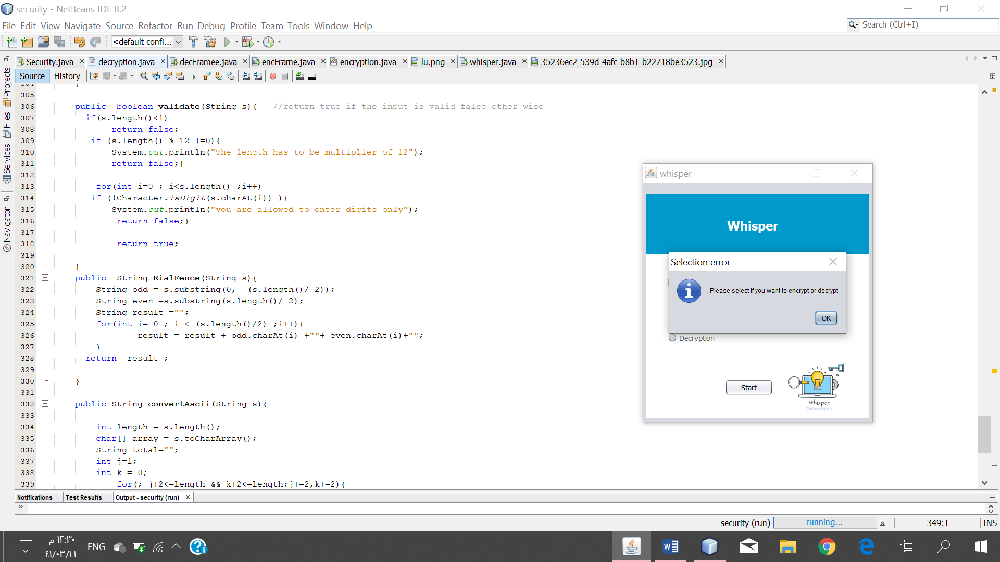 security - NetBeans IDE 8.2
File Edit View Navigate Source Refactor Run Debug Profile Team Tools Window Help
Search (Ctrl+I)
<default confi...
Security.java decryption.java decFramee.java encFrame.java encryption.java lu.png whisper.java 35236ec2-539d-4afc-b8b1-b22718be3523.jpg
Source History
Projects
Files
Services
Navigator
304 }
305
306 public  boolean validate(String s){   //return true if the input is valid false other wise
307 if(s.length()<1)
308 return false;
309 if (s.length() % 12 !=0){
310 System.out.println("The length has to be multiplier of 12");
311 return false;}
312
313 for(int i=0 ; i<s.length() ;i++)
314 if (!Character.isDigit(s.charAt(i)) ){
315 System.out.println("you are allowed to enter digits only");
316 return false;}
317
318 return true;
319
320 }
321 public  String RialFence(String s){
322 String odd = s.substring(0,  (s.length()/ 2));
323 String even =s.substring(s.length()/ 2);
324 String result ="";
325 for(int i= 0 ; i < (s.length()/2) ;i++){
326 result = result + odd.charAt(i) +""+ even.charAt(i)+"";
327 }
328 return  result ;
329
330 }
331
332 public String convertAscii(String s){
333
334 int length = s.length();
335 char[] array = s.toCharArray();
336 String total="";
337 int j=1;
338 int k = 0;
339 for(; j+2<=length && k+2<=length;j+=2,k+=2){
whisper
Whisper
Selection error
Please select if you want to encrypt or decrypt
OK
Decryption
Start
Whisper
Cipher program
Notifications Test Results Output - security (run)
security (run) running... 349:1 INS
١٢:٣٠ م
٤١/٠٣/٢٢
ENG